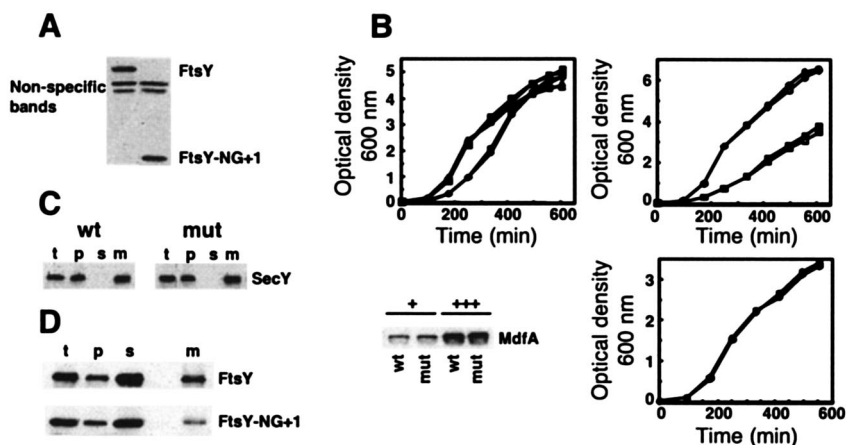 A
FtsY
Non-specific
bands
FtsY-NG+1
B
Optical density
600 nm
5
4
3
2
1
0
0 200 400 600
Time (min)
Optical density
600 nm
6
4
2
0
0 200 400 600
Time (min)
C
wt mut
t p s m t p s m
SecY
D
t p s m
FtsY
FtsY-NG+1
+ +++
MdfA
wt mut wt mut
Optical density
600 nm
3
2
1
0
0 200 400 600
Time (min)